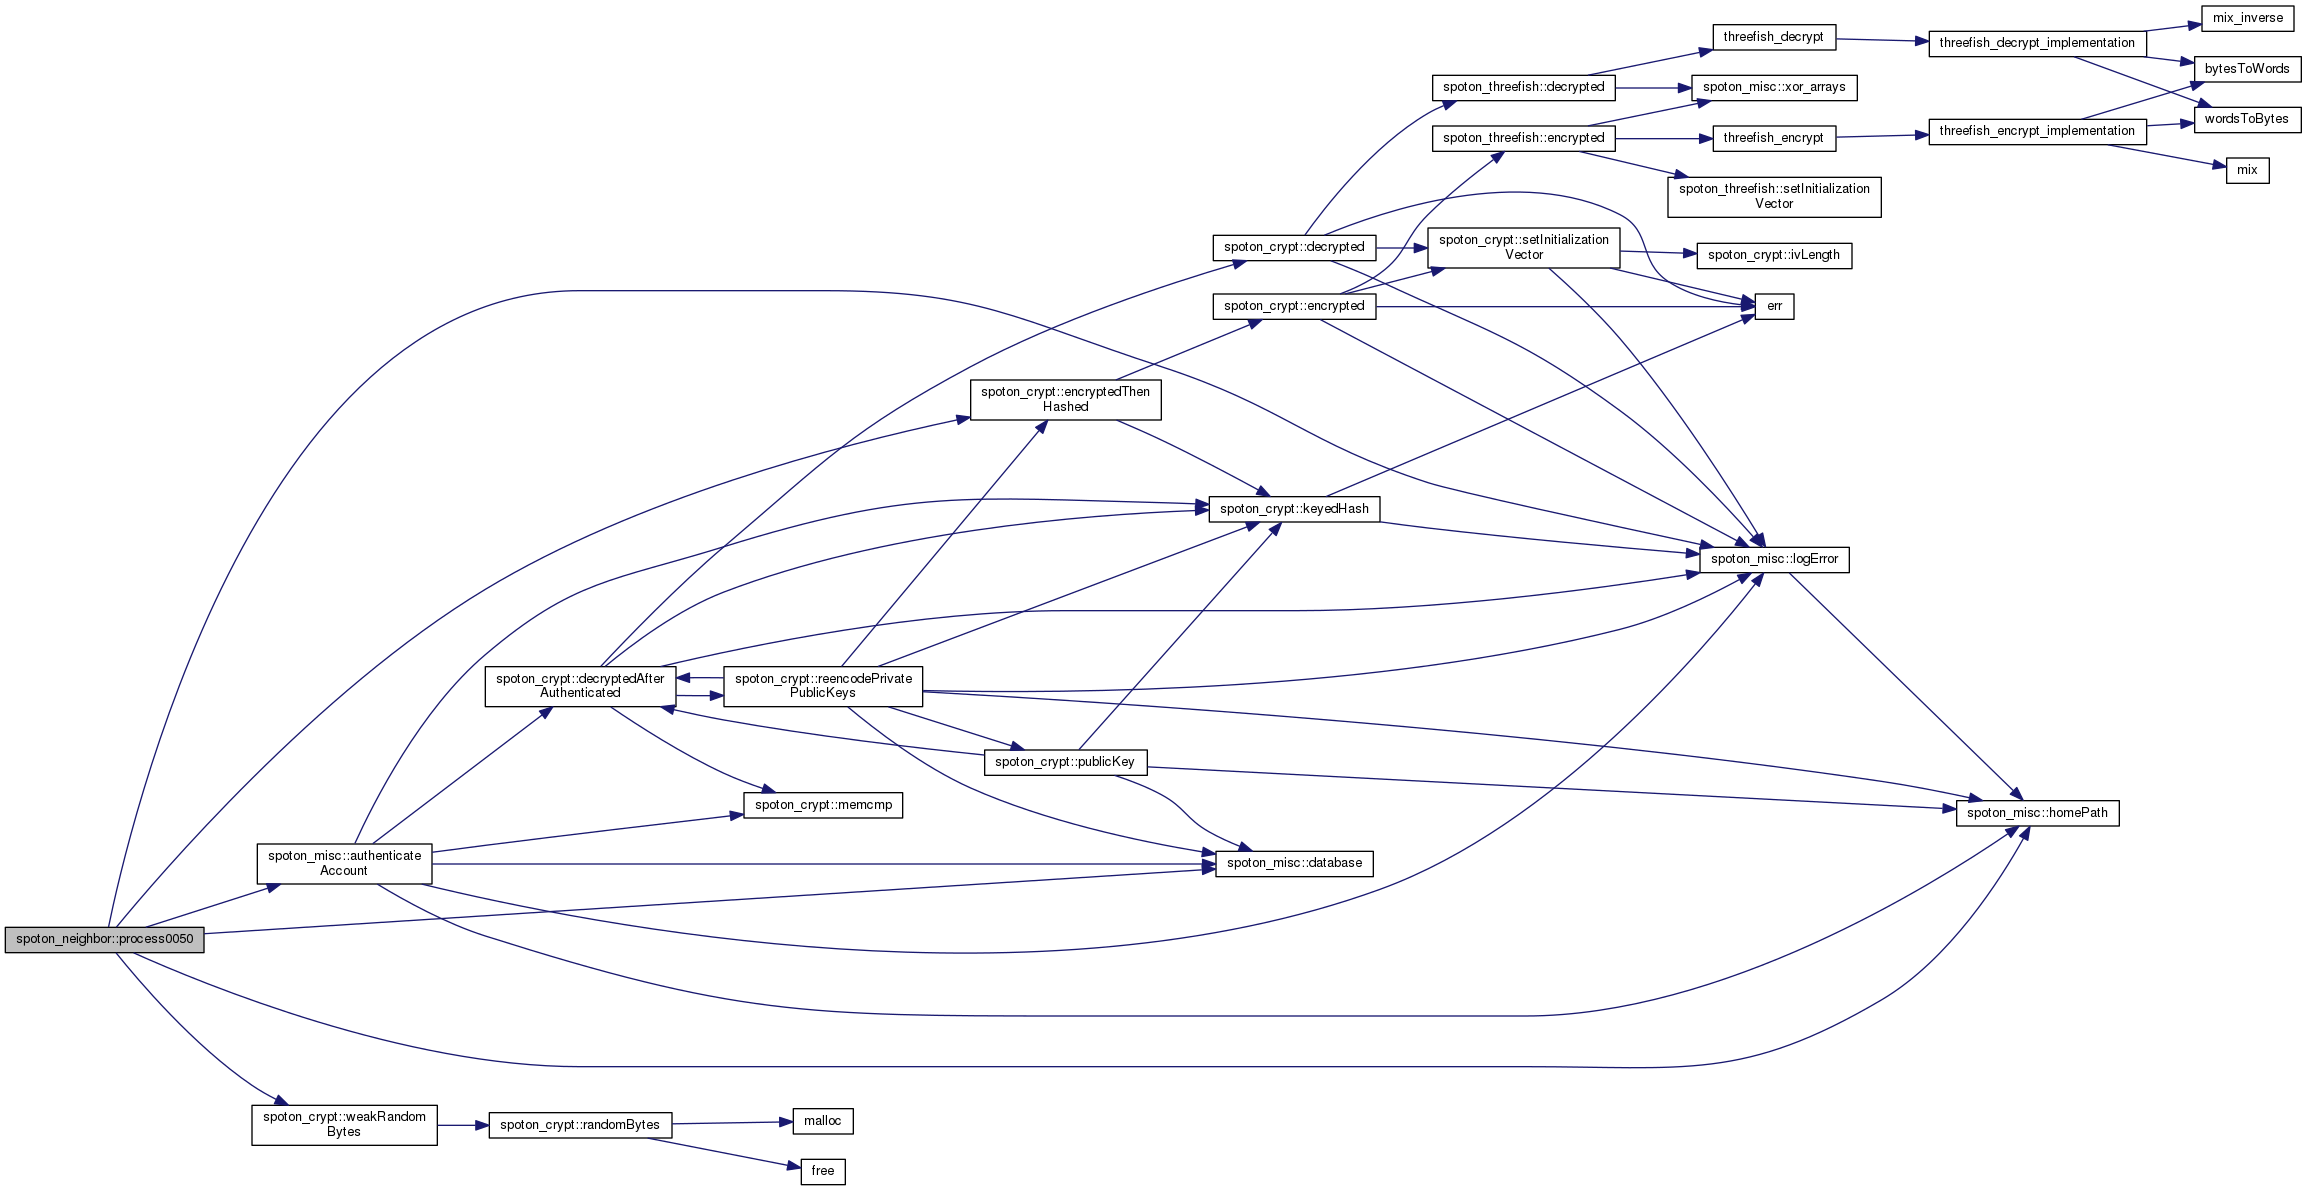 mix_inverse
threefish_decrypt
threefish_decrypt_implementation
bytesToWords
spoton_threefish::decrypted
spoton_misc::xor_arrays
wordsToBytes
spoton_threefish::encrypted
threefish_encrypt
threefish_encrypt_implementation
mix
spoton_threefish::setInitialization
Vector
spoton_crypt::decrypted
spoton_crypt::setInitialization
Vector
spoton_crypt::ivLength
spoton_crypt::encrypted
err
spoton_crypt::encryptedThen
Hashed
spoton_crypt::keyedHash
spoton_misc::logError
spoton_crypt::decryptedAfter
Authenticated
spoton_crypt::reencodePrivate
PublicKeys
spoton_crypt::publicKey
spoton_crypt::memcmp
spoton_misc::homePath
spoton_misc::authenticate
Account
spoton_misc::database
spoton_neighbor::process0050
spoton_crypt::weakRandom
Bytes
spoton_crypt::randomBytes
malloc
free